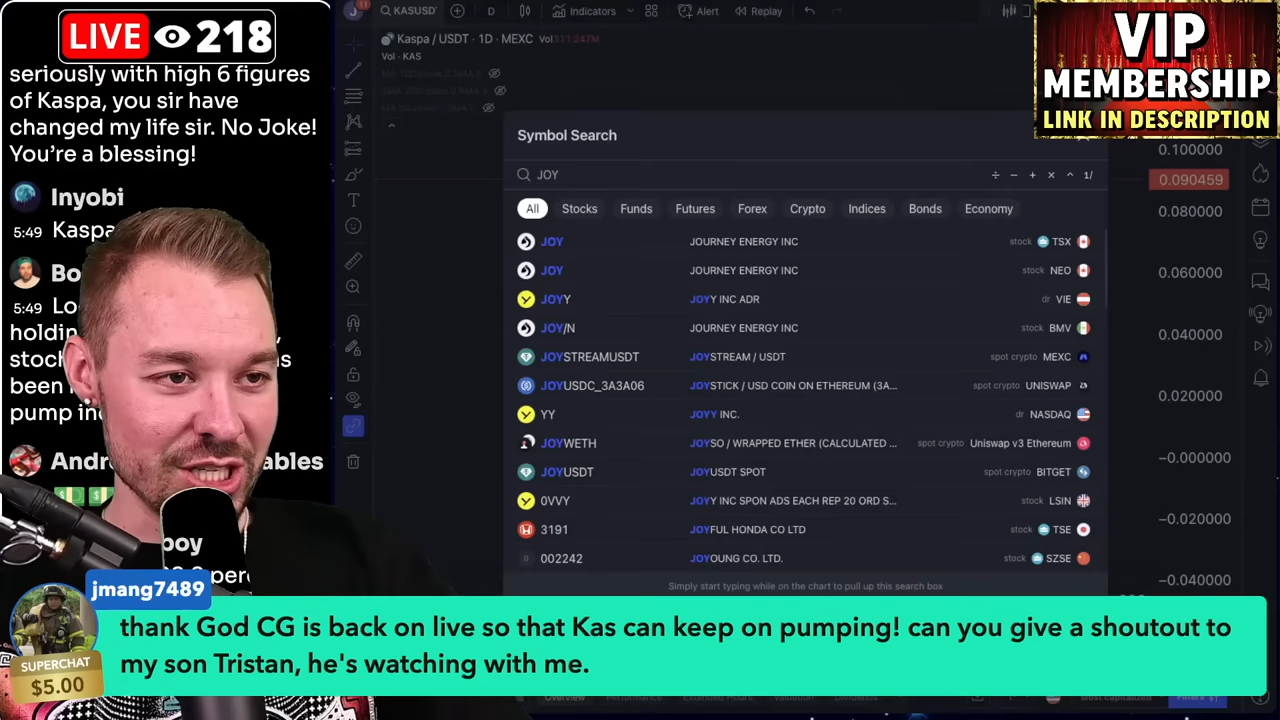 LIVE 218
seriously with high 6 figures
of Kaspa, you sir have
changed my life sir. No Joke!
You're a blessing!
Inyobi
5:49 Kaspa
5:49
holdin
been
Andr ables
boy
KASUSD
D
Indicators
Alert
Replay
Kaspa / USDT · 1D · MEXC Vol311.247M
Vol · KAS
Symbol Search
JOY
÷ − + × ^ 1/
All Stocks Funds Futures Forex Crypto Indices Bonds Economy
JOY JOURNEY ENERGY INC stock TSX
JOY JOURNEY ENERGY INC stock NEO
JOYY JOYY INC ADR dr VIE
JOY/N JOURNEY ENERGY INC stock BMV
JOYSTREAMUSDT JOYSTREAM / USDT spot crypto MEXC
JOYUSDC_3A3A06 JOYSTICK / USD COIN ON ETHEREUM (3A... spot crypto UNISWAP
YY JOYY INC. dr NASDAQ
JOYWETH JOYSO / WRAPPED ETHER (CALCULATED ... spot crypto Uniswap v3 Ethereum
JOYUSDT JOYUSDT SPOT spot crypto BITGET
0VVY JOYY INC SPON ADS EACH REP 20 ORD S... stock LSIN
3191 JOYFUL HONDA CO LTD stock TSE
002242 JOYOUNG CO. LTD. stock SZSE
Simply start typing while on the chart to pull up this search box
VIP
MEMBERSHIP
LINK IN DESCRIPTION
0.100000
0.090459
0.080000
0.060000
0.040000
0.020000
−0.000000
−0.020000
−0.040000
jmang7489
thank God CG is back on live so that Kas can keep on pumping! can you give a shoutout to
my son Tristan, he's watching with me.
SUPERCHAT
$5.00